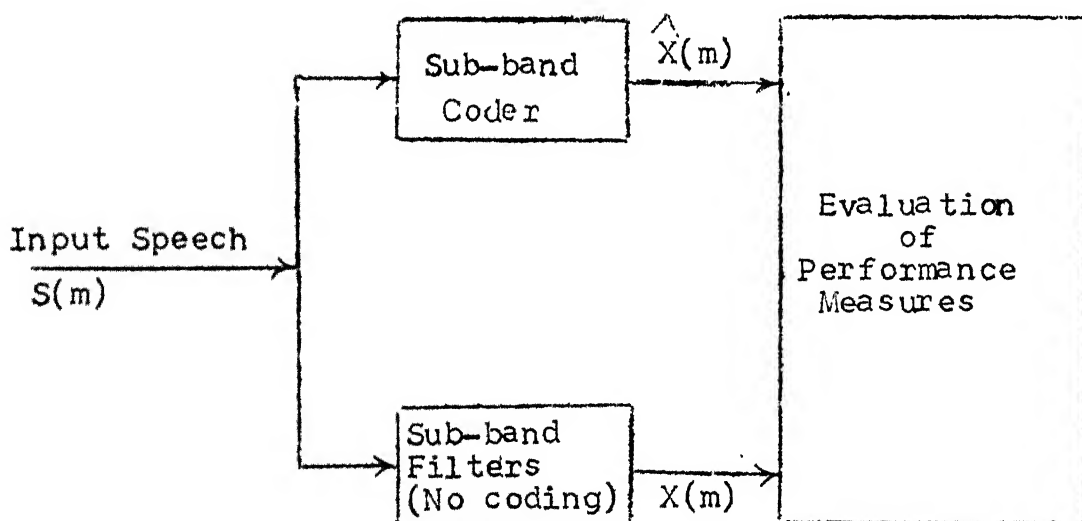 Sub-band
Coder
X̂(m)
Input Speech
S(m)
Evaluation
of
Performance
Measures
Sub-band
Filters
(No coding)
X(m)